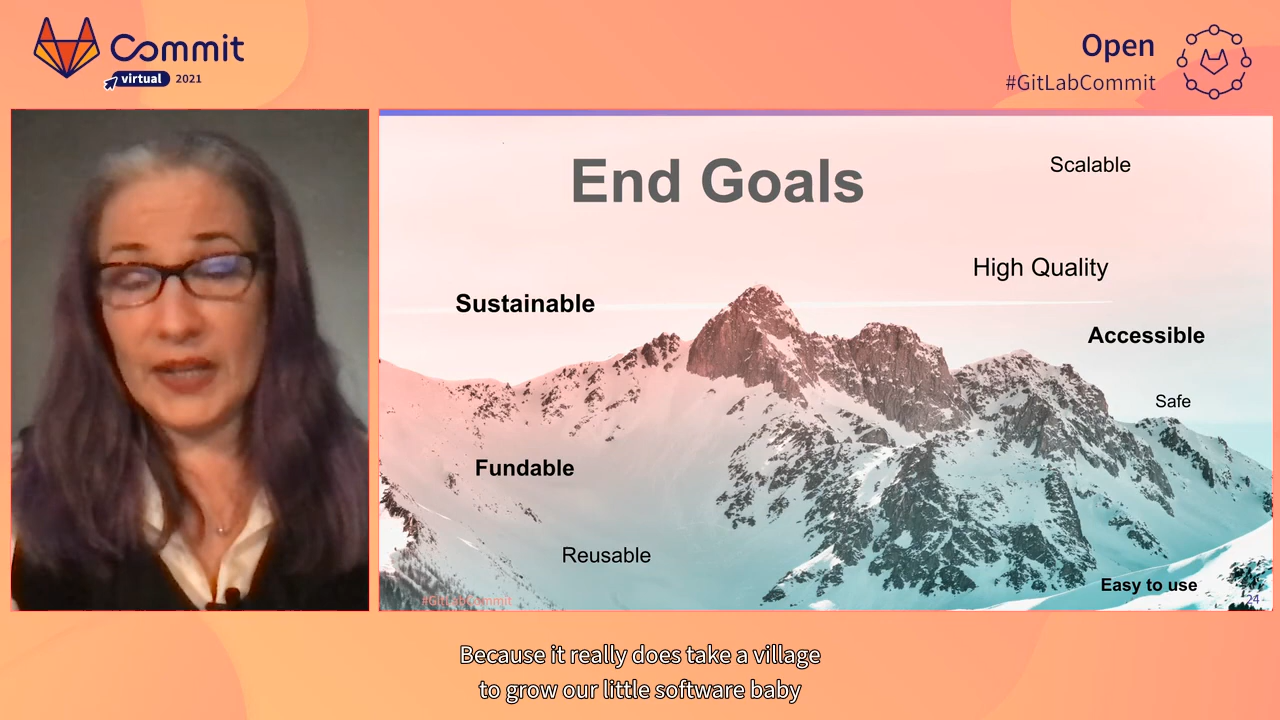 Commit
virtual 2021
Open
#GitLabCommit
End Goals
Scalable
High Quality
Sustainable
Accessible
Safe
Fundable
Reusable
Easy to use
#GitLabCommit
24
Because it really does take a village
to grow our little software baby